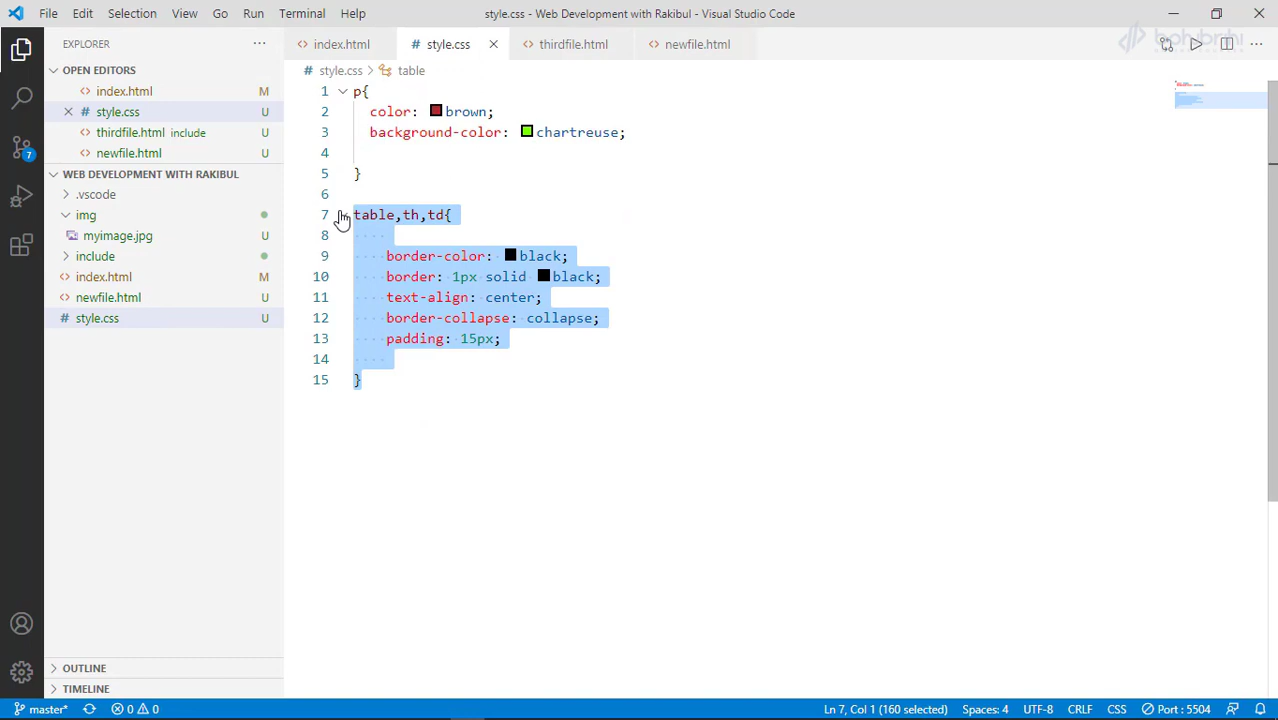 File Edit Selection View Go Run Terminal Help style.css - Web Development with Rakibul - Visual Studio Code
EXPLORER
OPEN EDITORS
index.html M
style.css U
thirdfile.html include U
newfile.html U
WEB DEVELOPMENT WITH RAKIBUL
.vscode
img
myimage.jpg U
include
index.html M
newfile.html U
style.css U
OUTLINE
TIMELINE
index.html style.css thirdfile.html newfile.html
style.css > table
1 p{
2 color: brown;
3 background-color: chartreuse;
4
5 }
6
7 table,th,td{
8
9 border-color: black;
10 border: 1px solid black;
11 text-align: center;
12 border-collapse: collapse;
13 padding: 15px;
14
15 }
7
master* 0 0 Ln 7, Col 1 (160 selected) Spaces: 4 UTF-8 CRLF CSS Port : 5504